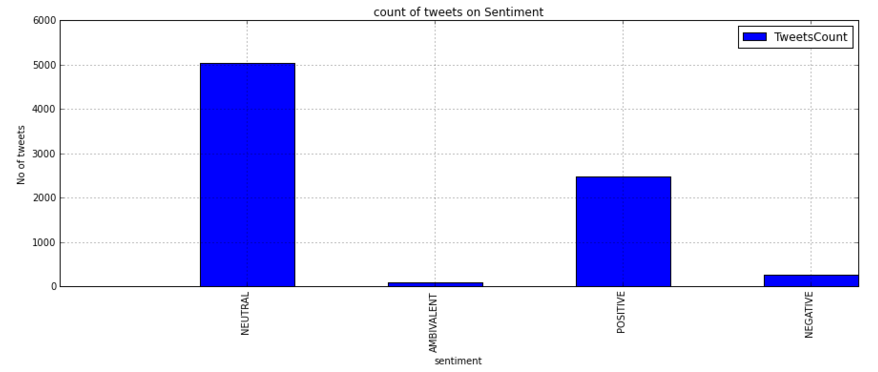 count of tweets on Sentiment
TweetsCount
No of tweets
6000
5000
4000
3000
2000
1000
0
NEUTRAL
AMBIVALENT
POSITIVE
NEGATIVE
sentiment